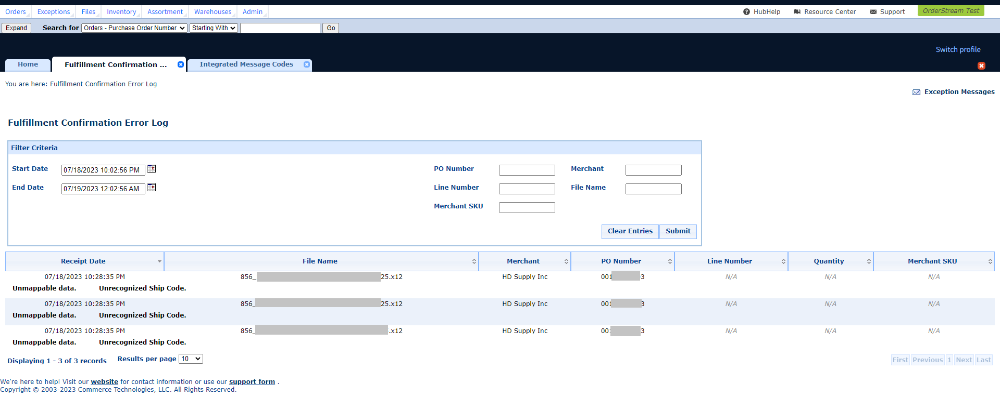 Orders Exceptions Files Inventory Assortment Warehouses Admin HubHelp Resource Center Support OrderStream Test
Expand Search for Orders - Purchase Order Number Starting With Go
Switch profile
Home Fulfillment Confirmation ... Integrated Message Codes
You are here: Fulfillment Confirmation Error Log
Exception Messages
Fulfillment Confirmation Error Log
Filter Criteria
Start Date 07/18/2023 10:02:56 PM PO Number Merchant
End Date 07/19/2023 12:02:56 AM Line Number File Name
Merchant SKU
Clear Entries Submit
Receipt Date File Name Merchant PO Number Line Number Quantity Merchant SKU
07/18/2023 10:28:35 PM 856_ 25.x12 HD Supply Inc 001 3 N/A N/A N/A
Unmappable data. Unrecognized Ship Code.
07/18/2023 10:28:35 PM 856_ 25.x12 HD Supply Inc 001 3 N/A N/A N/A
Unmappable data. Unrecognized Ship Code.
07/18/2023 10:28:35 PM 856_ .x12 HD Supply Inc 001 3 N/A N/A N/A
Unmappable data. Unrecognized Ship Code.
Displaying 1 - 3 of 3 records Results per page 10 First Previous 1 Next Last
We're here to help! Visit our website for contact information or use our support form .
Copyright © 2003-2023 Commerce Technologies, LLC. All Rights Reserved.